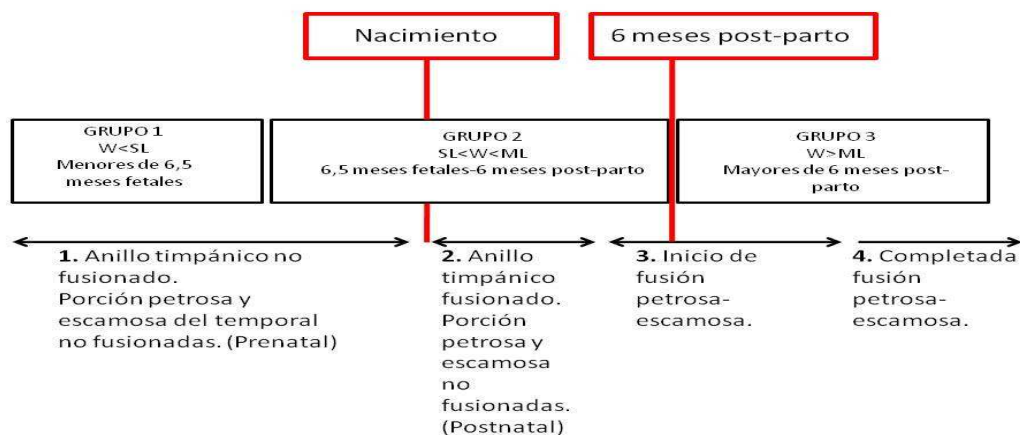 Nacimiento
6 meses post-parto
GRUPO 1
W<SL
Menores de 6,5
meses fetales
GRUPO 2
SL<W<ML
6,5 meses fetales-6 meses post-parto
GRUPO 3
W>ML
Mayores de 6 meses post-
parto
1. Anillo timpánico no
fusionado.
Porción petrosa y
escamosa del temporal
no fusionadas. (Prenatal)
2. Anillo
timpánico
fusionado.
Porción
petrosa y
escamosa
no
fusionadas.
(Postnatal)
3. Inicio de
fusión
petrosa-
escamosa.
4. Completada
fusión
petrosa-
escamosa.